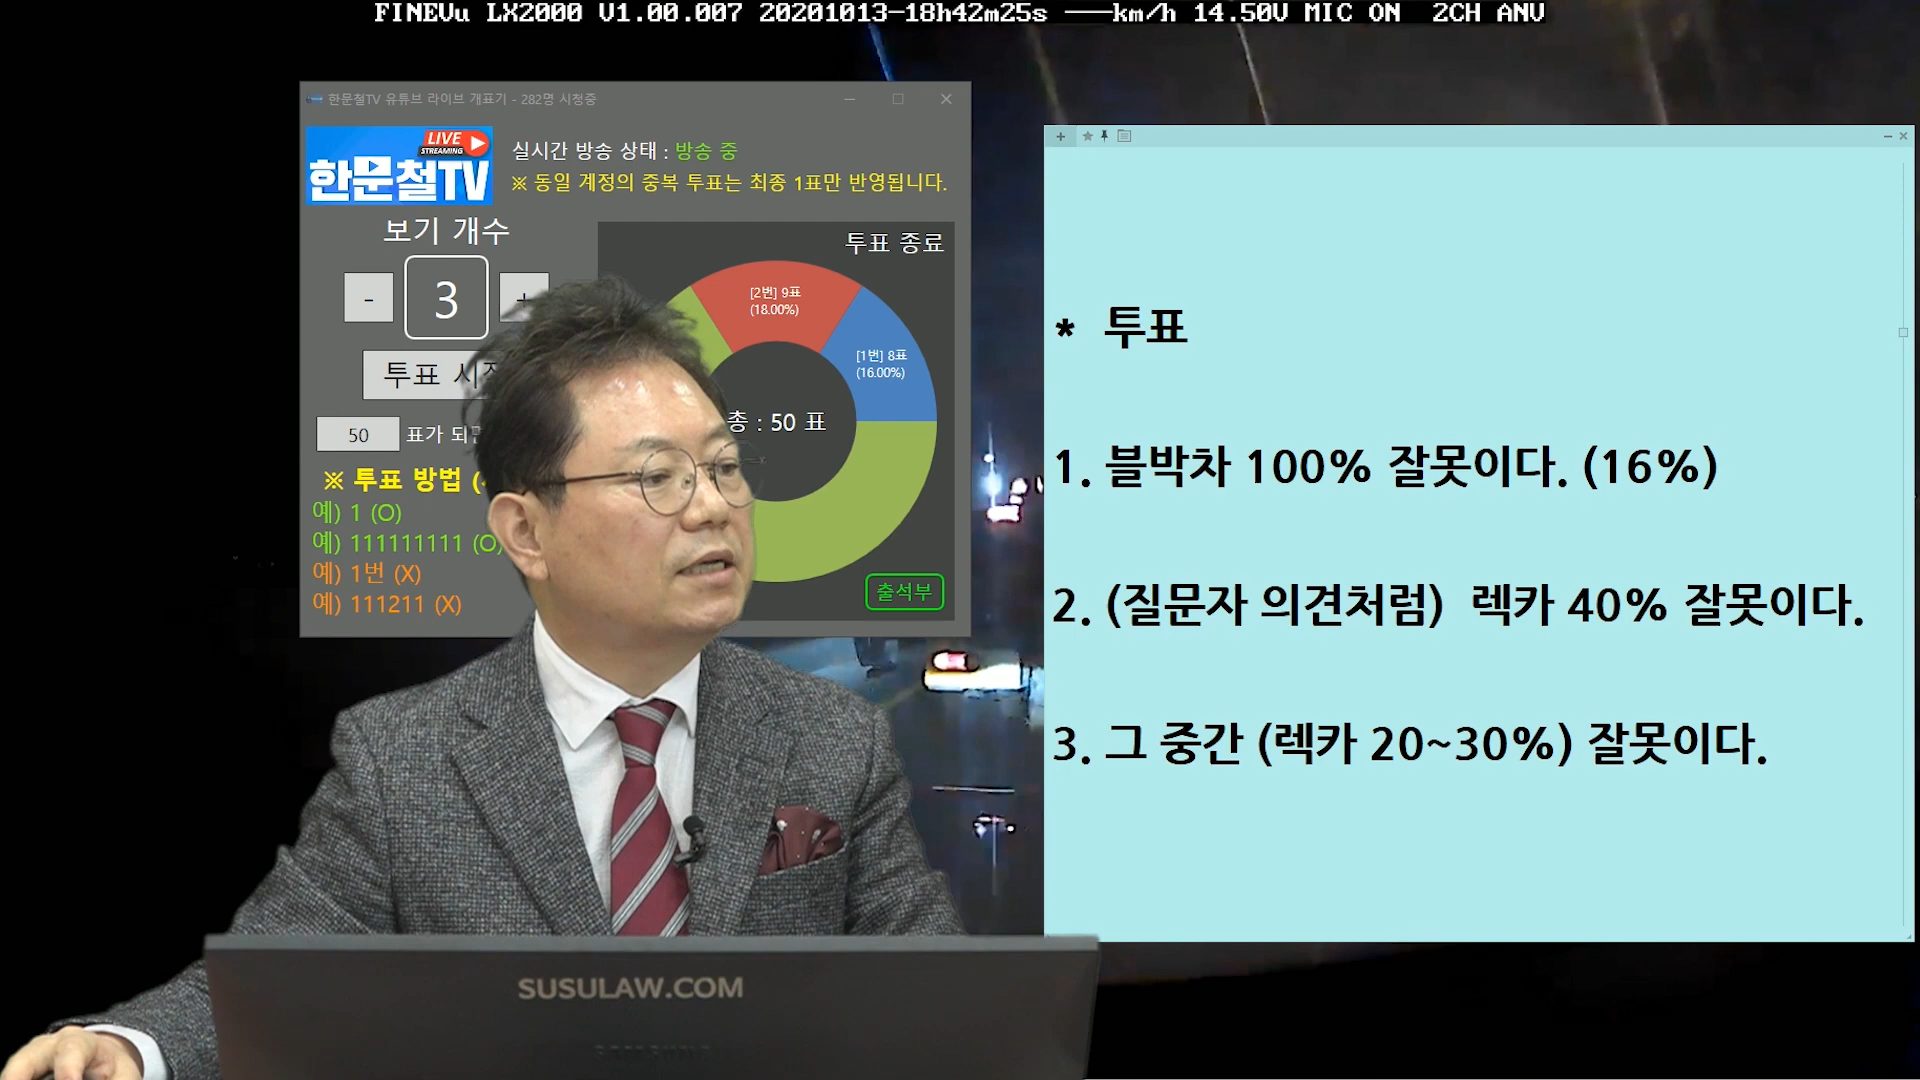 FINEVu LX2000 V1.00.007 20201013-18h42m25s ---km/h 14.50V MIC ON 2CH ANV
한문철TV 유튜브 라이브 개표기 - 282명 시청중
LIVE
STREAMING
한문철TV
실시간 방송 상태 : 방송 중
※ 동일 계정의 중복 투표는 최종 1표만 반영됩니다.
보기 개수
- 3 +
투표
50 표가
※ 투표 방법
예) 1 (O)
예) 111111111 (O)
예) 1번 (X)
예) 111211 (X)
투표 종료
[2번] 9표
(18.00%)
[1번] 8표
(16.00%)
총 : 50 표
출석부
* 투표
1. 블박차 100% 잘못이다. (16%)
2. (질문자 의견처럼) 렉카 40% 잘못이다.
3. 그 중간 (렉카 20~30%) 잘못이다.
SUSULAW.COM